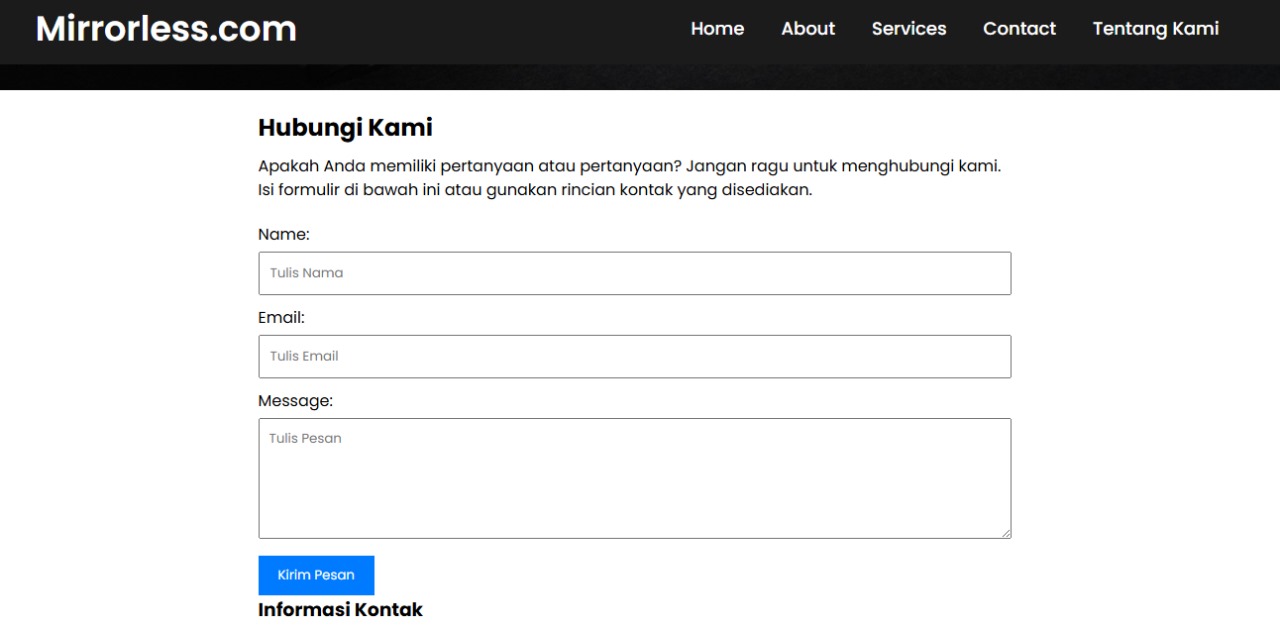 Mirrorless.com
Home About Services Contact Tentang Kami
Hubungi Kami
Apakah Anda memiliki pertanyaan atau pertanyaan? Jangan ragu untuk menghubungi kami.
Isi formulir di bawah ini atau gunakan rincian kontak yang disediakan.
Name:
Tulis Nama
Email:
Tulis Email
Message:
Tulis Pesan
Kirim Pesan
Informasi Kontak